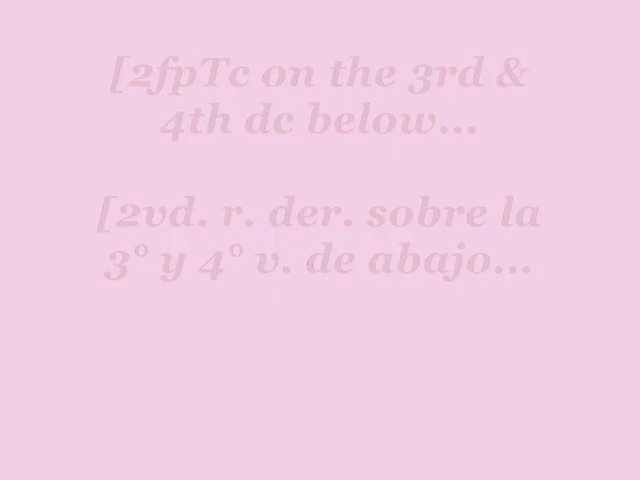 [2fpTc on the 3rd &
4th dc below...
[2vd. r. der. sobre la
3° y 4° v. de abajo...